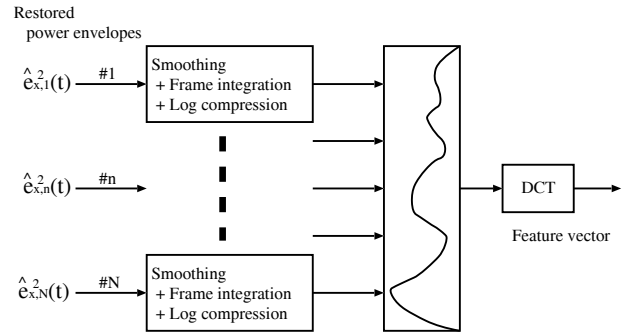 Restored
power envelopes
ê²ₓ,₁(t)
#1
Smoothing
+ Frame integration
+ Log compression
ê²ₓ,ₙ(t)
#n
DCT
Feature vector
ê²ₓ,N(t)
#N
Smoothing
+ Frame integration
+ Log compression